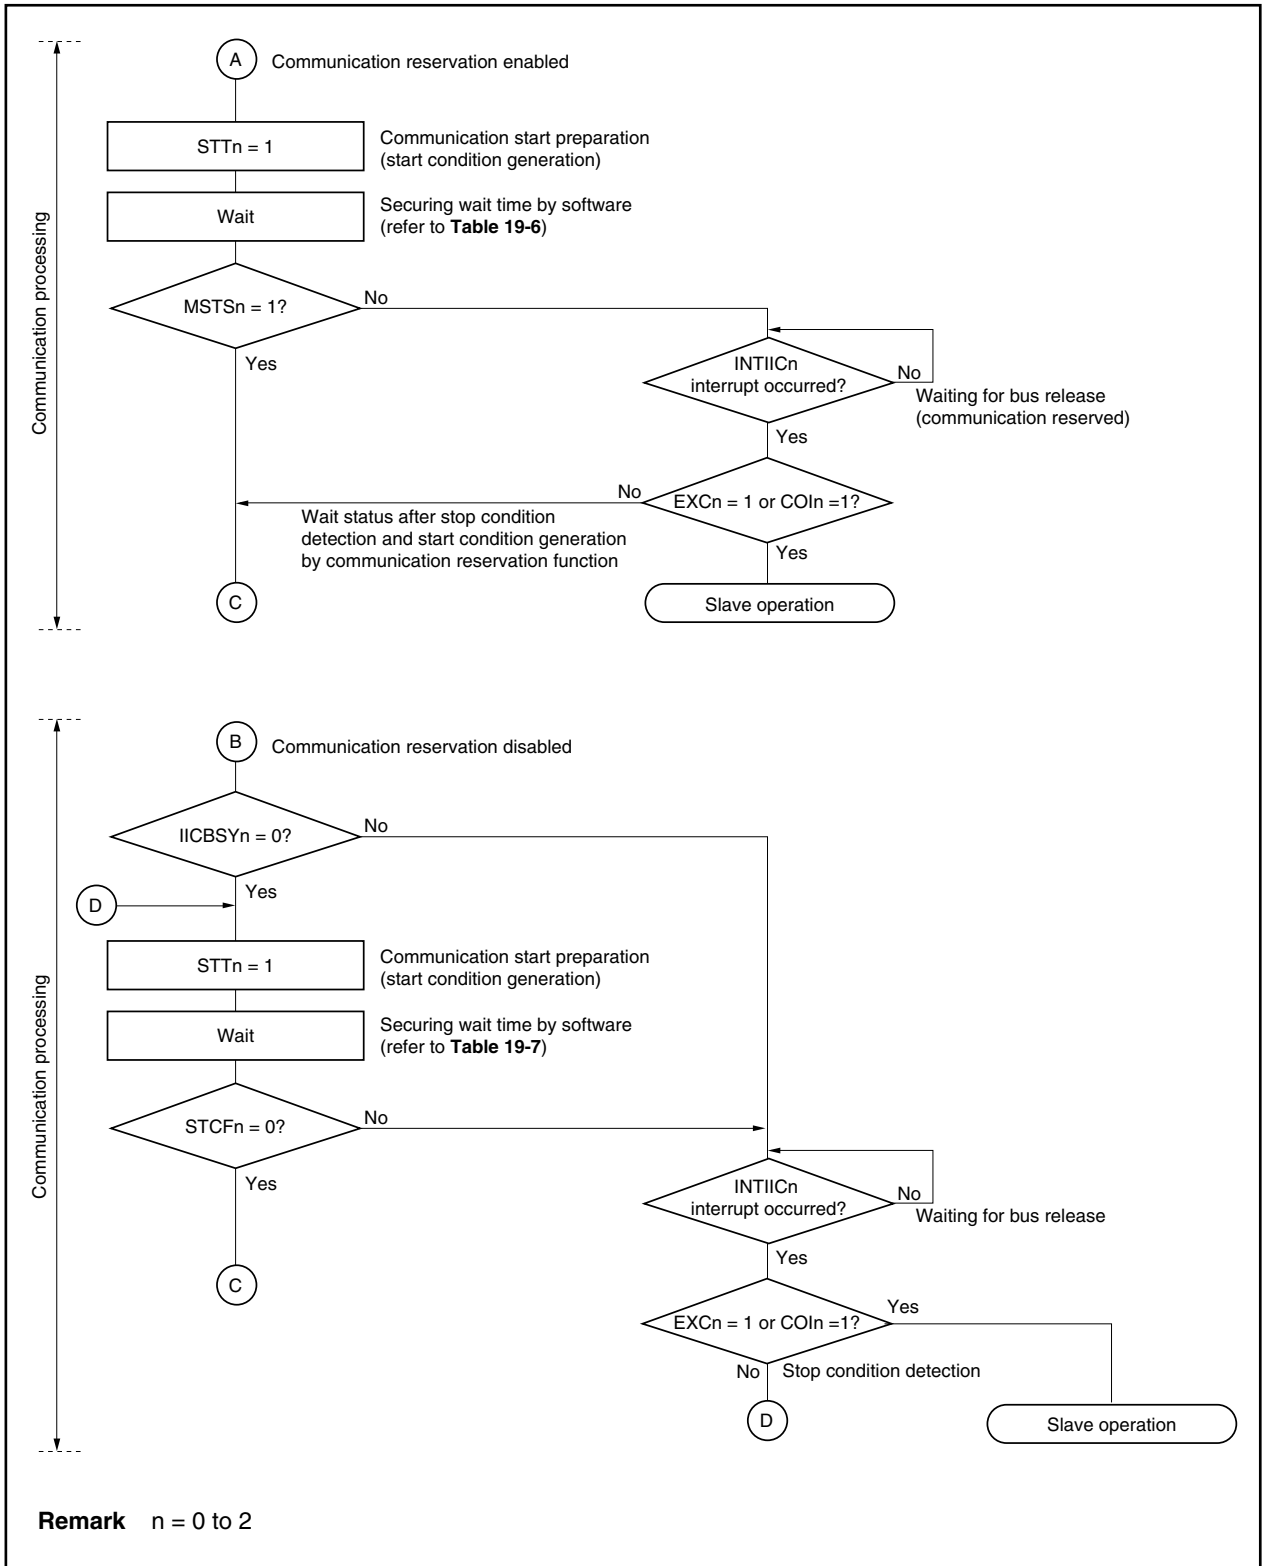 A
Communication reservation enabled
STTn = 1
Communication start preparation
(start condition generation)
Wait
Securing wait time by software
(refer to Table 19-6)
Communication processing
MSTSn = 1?
No
Yes
INTIICn
interrupt occurred?
No
Waiting for bus release
(communication reserved)
Yes
EXCn = 1 or COIn =1?
No
Wait status after stop condition
detection and start condition generation
by communication reservation function
Yes
C
Slave operation
B
Communication reservation disabled
IICBSYn = 0?
No
Yes
D
STTn = 1
Communication start preparation
(start condition generation)
Wait
Securing wait time by software
(refer to Table 19-7)
Communication processing
STCFn = 0?
No
Yes
INTIICn
interrupt occurred?
No
Waiting for bus release
Yes
C
EXCn = 1 or COIn =1?
Yes
No
Stop condition detection
D
Slave operation
Remark n = 0 to 2